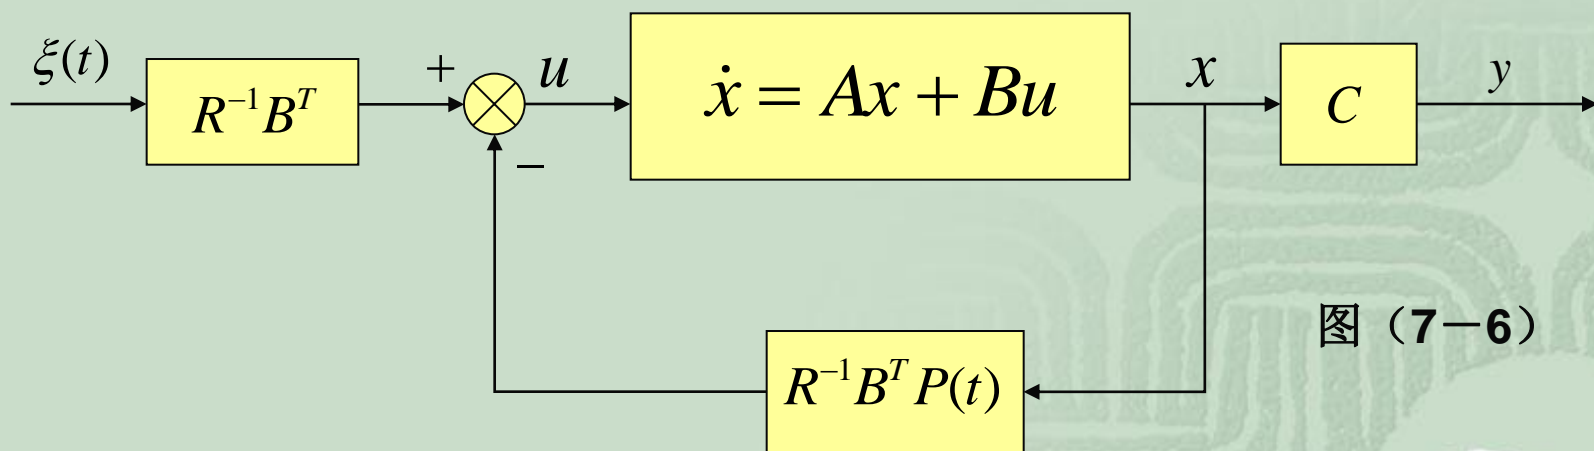 ξ(t)
R⁻¹Bᵀ
+
−
u
ẋ = Ax + Bu
x
C
y
R⁻¹BᵀP(t)
图（7－6）